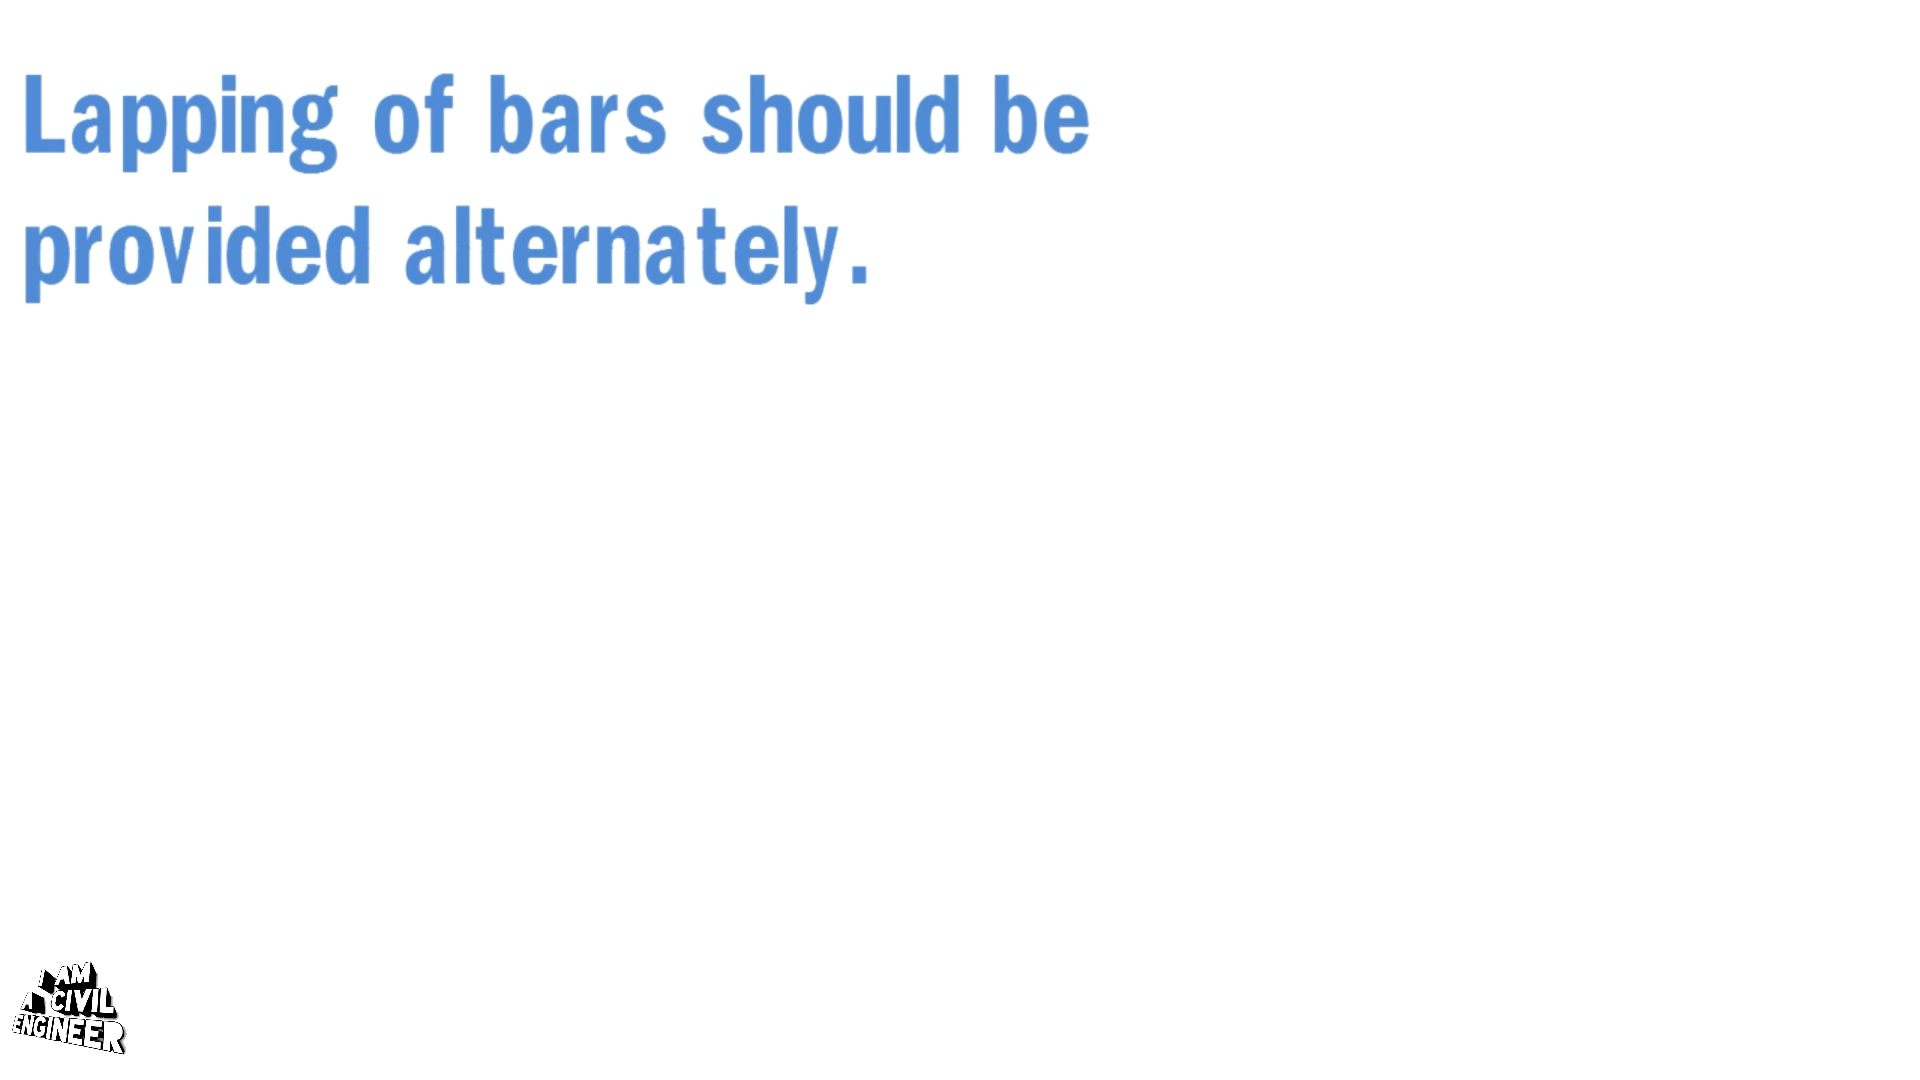 Lapping of bars should be
provided alternately.
I AM
A CIVIL
ENGINEER